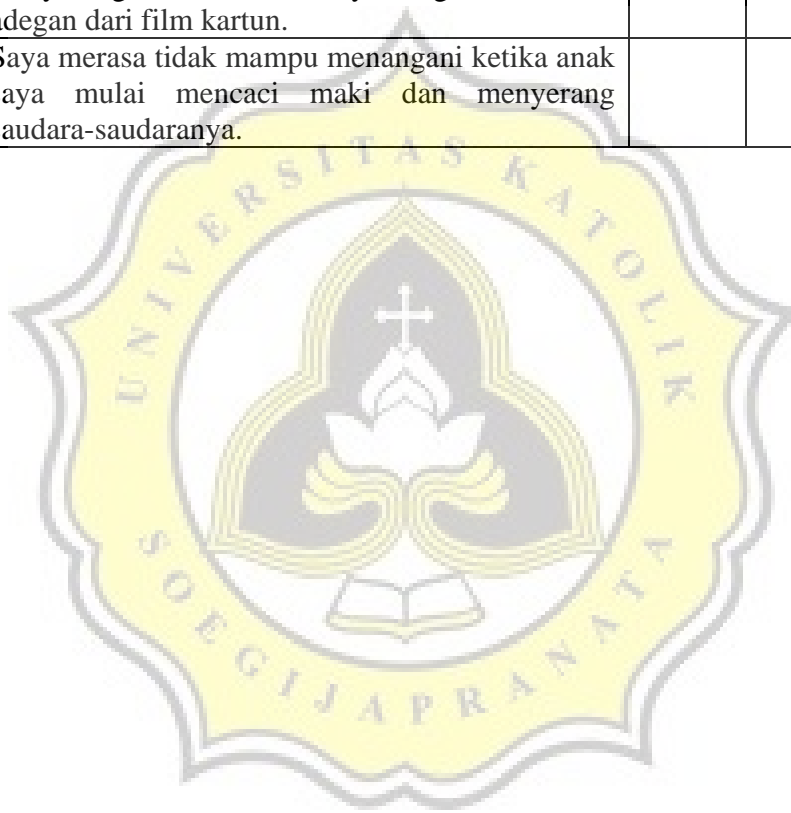 adegan dari film kartun.
Saya merasa tidak mampu menangani ketika anak
saya mulai mencaci maki dan menyerang
saudara-saudaranya.
UNIVERSITAS KATOLIK
SOEGIJAPRANATA